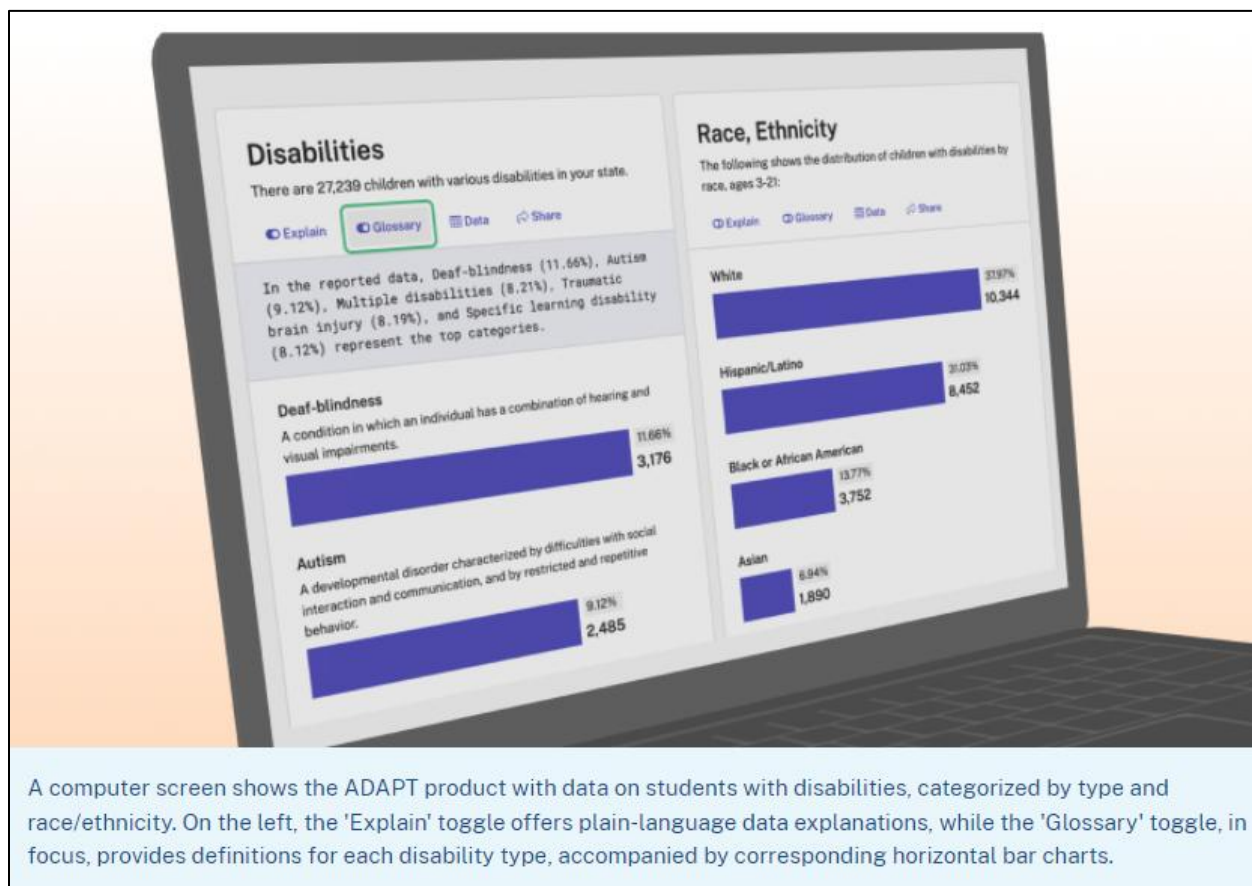 Disabilities
There are 27,239 children with various disabilities in your state.
Explain Glossary Data Share
In the reported data, Deaf-blindness (11.66%), Autism
(9.12%), Multiple disabilities (8.21%), Traumatic
brain injury (8.19%), and Specific learning disability
(8.12%) represent the top categories.
Deaf-blindness
A condition in which an individual has a combination of hearing and
visual impairments.
11.66%
3,176
Autism
A developmental disorder characterized by difficulties with social
interaction and communication, and by restricted and repetitive
behavior.
9.12%
2,485
Race, Ethnicity
The following shows the distribution of children with disabilities by
race, ages 3-21:
Explain Glossary Data Share
White
37.97%
10,344
Hispanic/Latino
31.03%
8,452
Black or African American
13.77%
3,752
Asian
6.94%
1,890
A computer screen shows the ADAPT product with data on students with disabilities, categorized by type and
race/ethnicity. On the left, the 'Explain' toggle offers plain-language data explanations, while the 'Glossary' toggle, in
focus, provides definitions for each disability type, accompanied by corresponding horizontal bar charts.